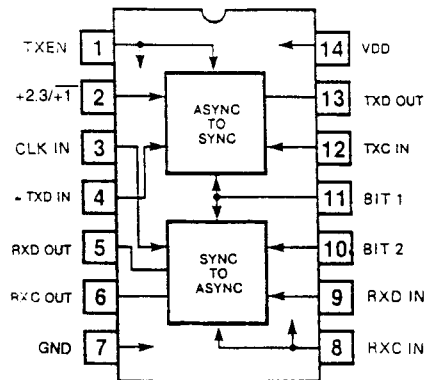 TXEN 1
+2.3/+1 2
CLK IN 3
TXD IN 4
RXD OUT 5
RXC OUT 6
GND 7
14 VDD
13 TXD OUT
12 TXC IN
11 BIT 1
10 BIT 2
9 RXD IN
8 RXC IN
ASYNC
TO
SYNC
SYNC
TO
ASYNC